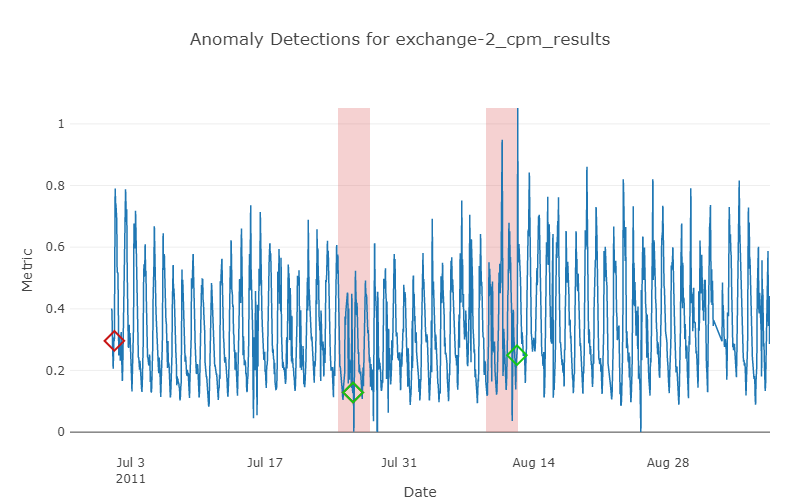 Anomaly Detections for exchange-2_cpm_results
1
0.8
0.6
0.4
0.2
0
Metric
Jul 3
2011
Jul 17
Jul 31
Aug 14
Aug 28
Date